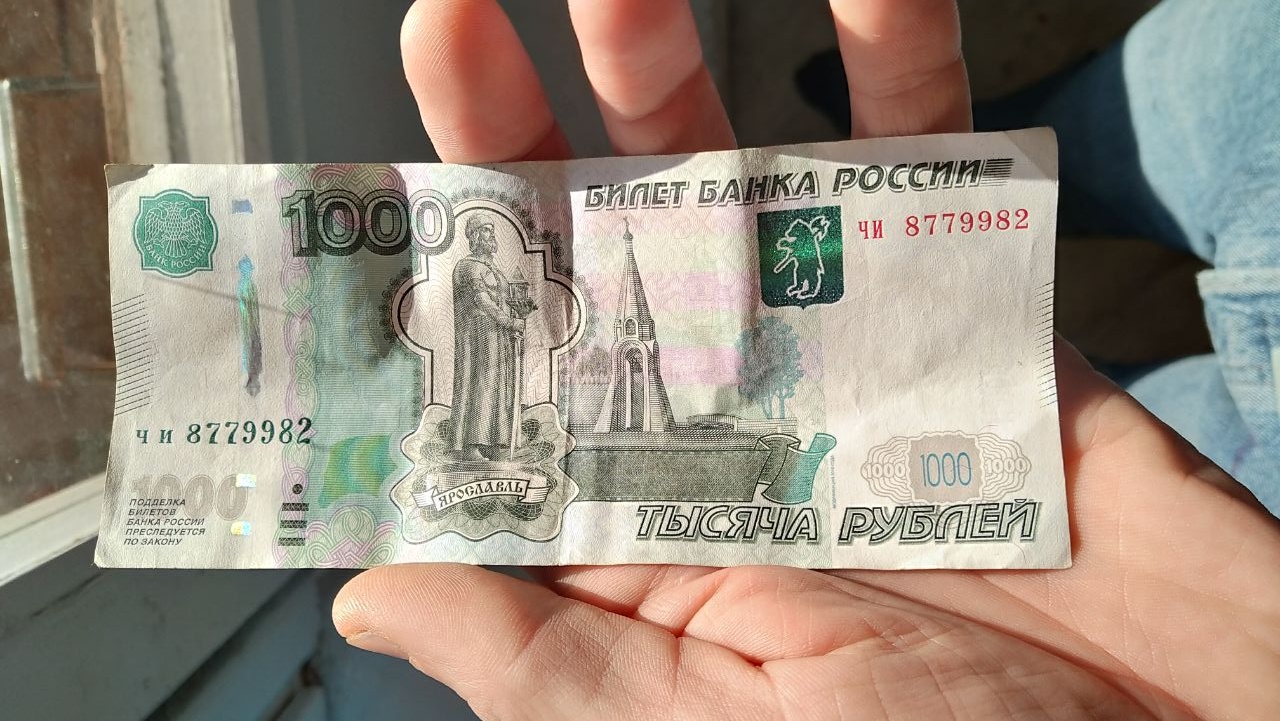 БАНК РОССИИ
1000
БИЛЕТ БАНКА РОССИИ
чи 8779982
чи 8779982
ЯРОСЛАВЛЬ
1000
ПОДДЕЛКА
БИЛЕТОВ
БАНКА РОССИИ
ПРЕСЛЕДУЕТСЯ
ПО ЗАКОНУ
1000 1000 1000
ТЫСЯЧА РУБЛЕЙ